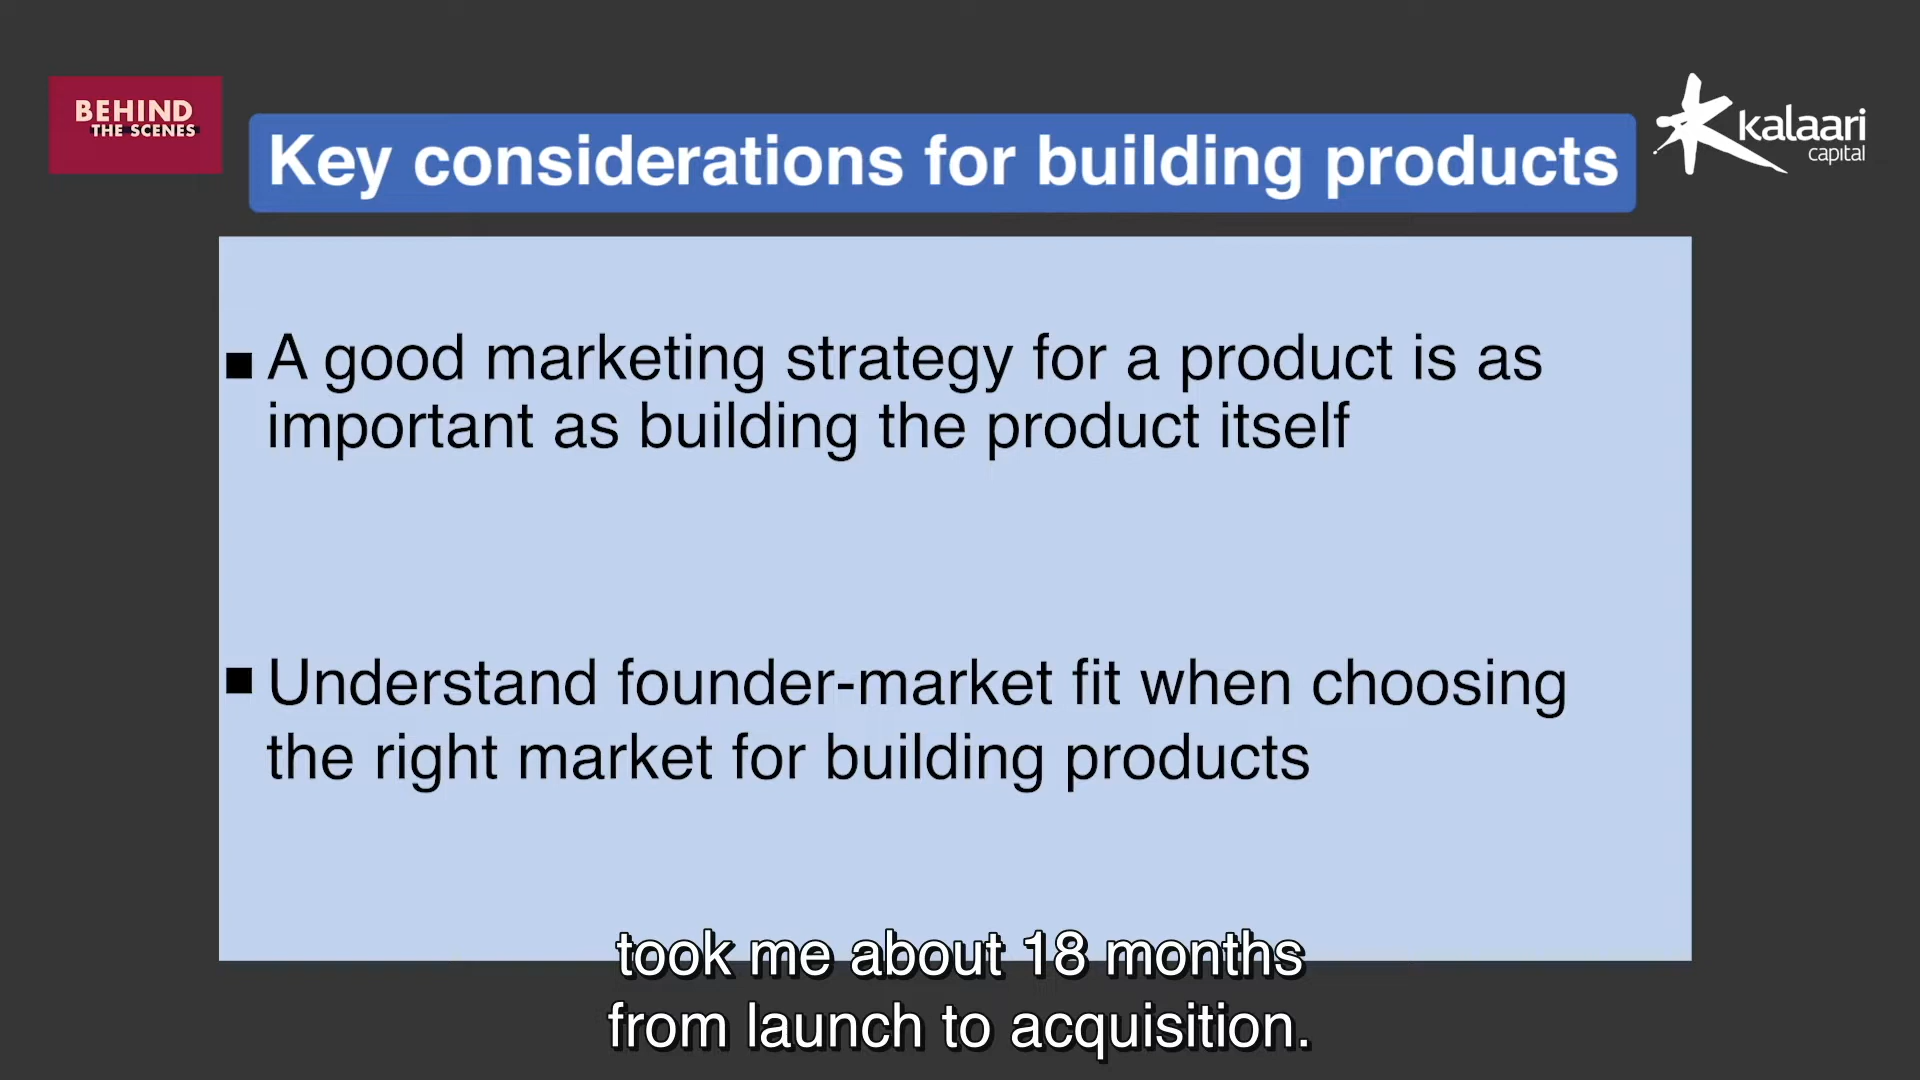 BEHIND
THE SCENES
Key considerations for building products
kalaari
capital
■ A good marketing strategy for a product is as
important as building the product itself
■ Understand founder-market fit when choosing
the right market for building products
took me about 18 months
from launch to acquisition.